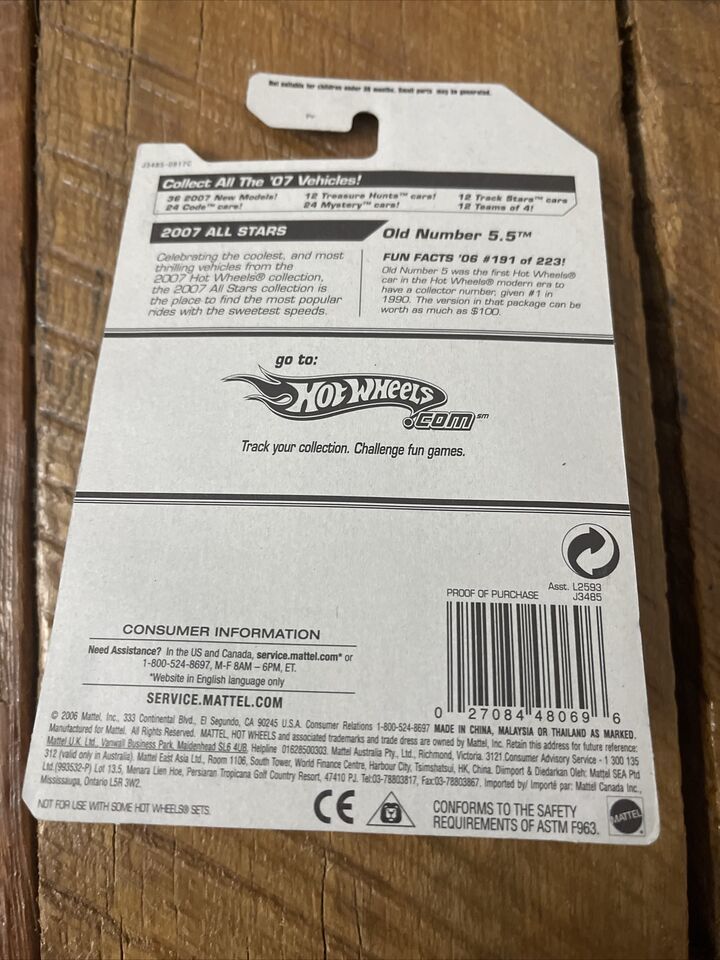 Not suitable for children under 36 months. Small parts may be generated.
J3485-0817C
Collect All The '07 Vehicles!
36 2007 New Models! 12 Treasure Hunts™ cars! 12 Track Stars™ cars
24 Code™ cars! 24 Mystery™ cars! 12 Teams of 4!
2007 ALL STARS
Celebrating the coolest, and most
thrilling vehicles from the
2007 Hot Wheels® collection,
the 2007 All Stars collection is
the place to find the most popular
rides with the sweetest speeds.
Old Number 5.5™
FUN FACTS '06 #191 of 223!
Old Number 5 was the first Hot Wheels®
car in the Hot Wheels® modern era to
have a collector number, given #1 in
1990. The version in that package can be
worth as much as $100.
go to:
HOT WHEELS
.com℠
Track your collection. Challenge fun games.
Asst. L2593
PROOF OF PURCHASE J3485
0 27084 48069 6
CONSUMER INFORMATION
Need Assistance? In the US and Canada, service.mattel.com* or
1-800-524-8697, M-F 8AM – 6PM, ET.
*Website in English language only
SERVICE.MATTEL.COM
© 2006 Mattel, Inc., 333 Continental Blvd., El Segundo, CA 90245 U.S.A. Consumer Relations 1-800-524-8697 MADE IN CHINA, MALAYSIA OR THAILAND AS MARKED.
Manufactured for Mattel. All Rights Reserved. MATTEL, HOT WHEELS and associated trademarks and trade dress are owned by Mattel, Inc. Retain this address for future reference:
Mattel U.K. Ltd., Vanwall Business Park, Maidenhead SL6 4UB. Helpline 01628500303. Mattel Australia Pty., Ltd., Richmond, Victoria. 3121.Consumer Advisory Service - 1 300 135
312 (valid only in Australia). Mattel East Asia Ltd., Room 1106, South Tower, World Finance Centre, Harbour City, Tsimshatsui, HK, China. Diimport & Diedarkan Oleh: Mattel SEA Ptd
Ltd.(993532-P) Lot 13.5, Menara Lien Hoe, Persiaran Tropicana Golf Country Resort, 47410 PJ. Tel:03-78803817, Fax:03-78803867. Imported by/ Importé par: Mattel Canada Inc.,
Mississauga, Ontario L5R 3W2.
NOT FOR USE WITH SOME HOT WHEELS® SETS.
CE
CONFORMS TO THE SAFETY
REQUIREMENTS OF ASTM F963.
MATTEL